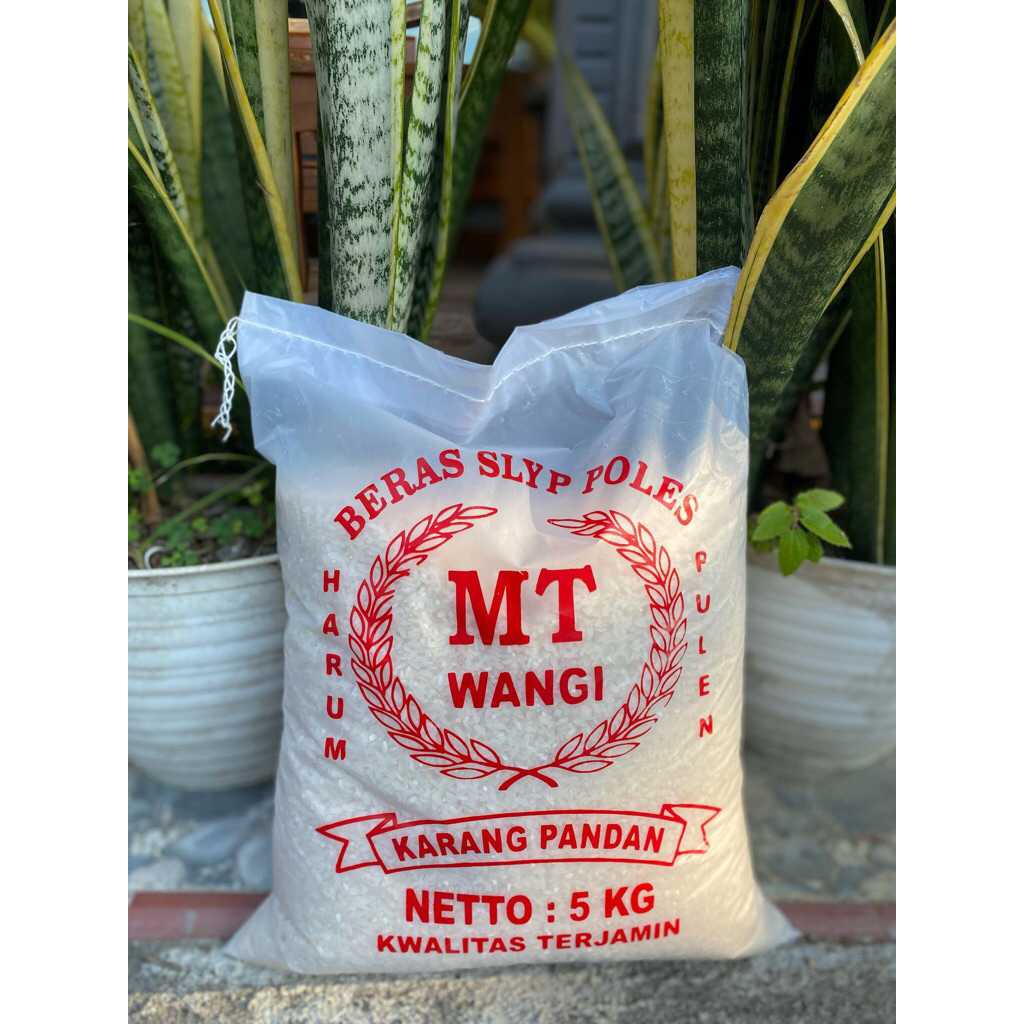 BERAS SLYP POLES
HARUM
MT
WANGI
PULEN
KARANG PANDAN
NETTO : 5 KG
KWALITAS TERJAMIN